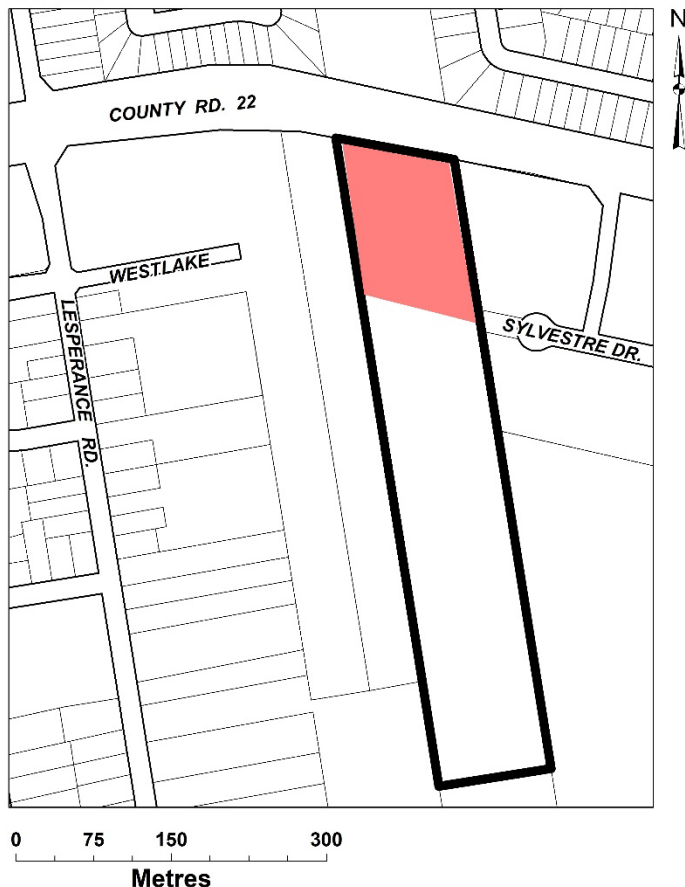 N
COUNTY RD. 22
WESTLAKE
LESPERANCE RD.
SYLVESTRE DR.
0 75 150 300
Metres